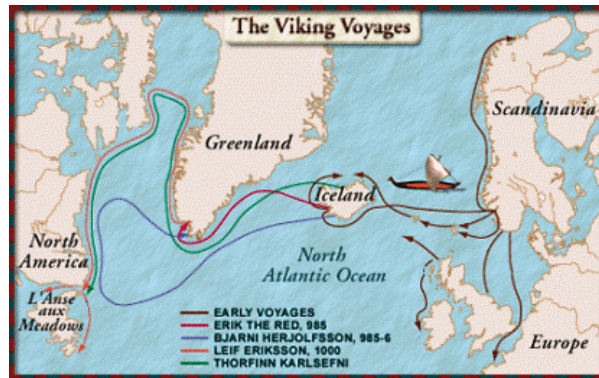 The Viking Voyages
Scandinavia
Greenland
Iceland
North
America
North
Atlantic Ocean
L'Anse
aux
Meadows
Europe
EARLY VOYAGES
ERIK THE RED, 985
BJARNI HERJOLFSSON, 985-6
LEIF ERIKSSON, 1000
THORFINN KARLSEFNI